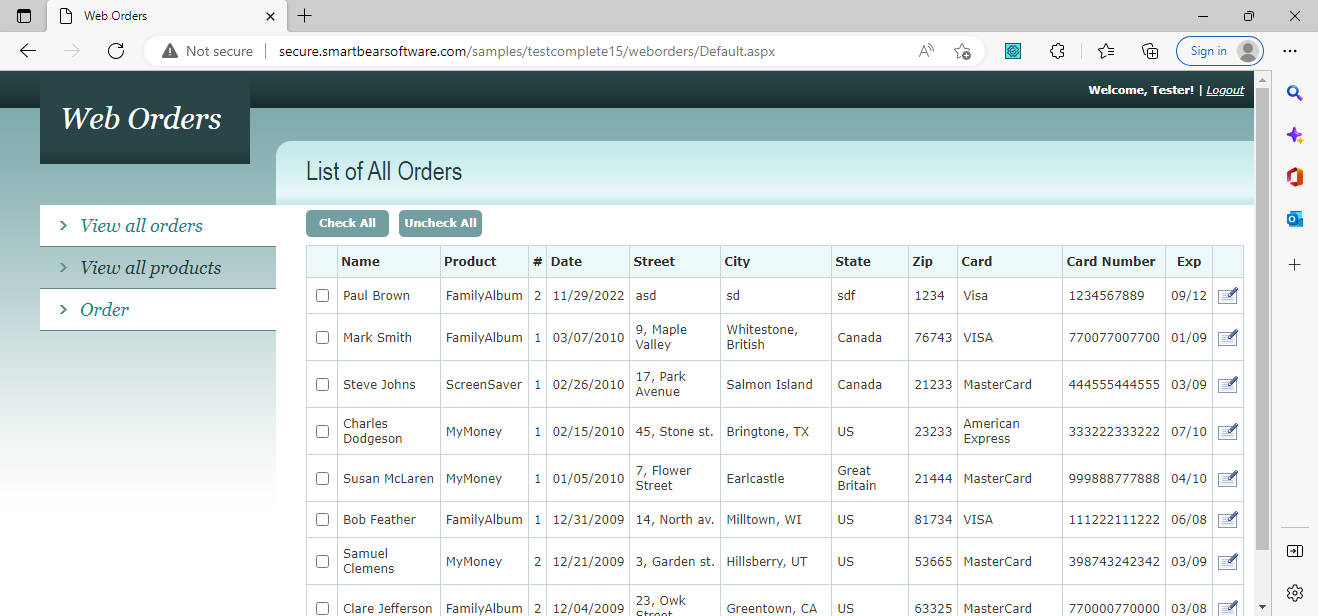 Web Orders
Not secure
secure.smartbearsoftware.com/samples/testcomplete15/weborders/Default.aspx
Sign in
Welcome, Tester! | Logout
Web Orders
List of All Orders
View all orders
View all products
Order
Check All Uncheck All
Name Product # Date Street City State Zip Card Card Number Exp
Paul Brown FamilyAlbum 2 11/29/2022 asd sd sdf 1234 Visa 1234567889 09/12
Mark Smith FamilyAlbum 1 03/07/2010 9, Maple Valley Whitestone, British Canada 76743 VISA 770077007700 01/09
Steve Johns ScreenSaver 1 02/26/2010 17, Park Avenue Salmon Island Canada 21233 MasterCard 444555444555 03/09
Charles Dodgeson MyMoney 1 02/15/2010 45, Stone st. Bringtone, TX US 23233 American Express 333222333222 07/10
Susan McLaren MyMoney 1 01/05/2010 7, Flower Street Earlcastle Great Britain 21444 MasterCard 999888777888 04/10
Bob Feather FamilyAlbum 1 12/31/2009 14, North av. Milltown, WI US 81734 VISA 111222111222 06/08
Samuel Clemens MyMoney 2 12/21/2009 3, Garden st. Hillsberry, UT US 53665 MasterCard 398743242342 03/09
Clare Jefferson FamilyAlbum 2 12/04/2009 23, Owk Street Greentown, CA US 63325 MasterCard 770000770000 03/08